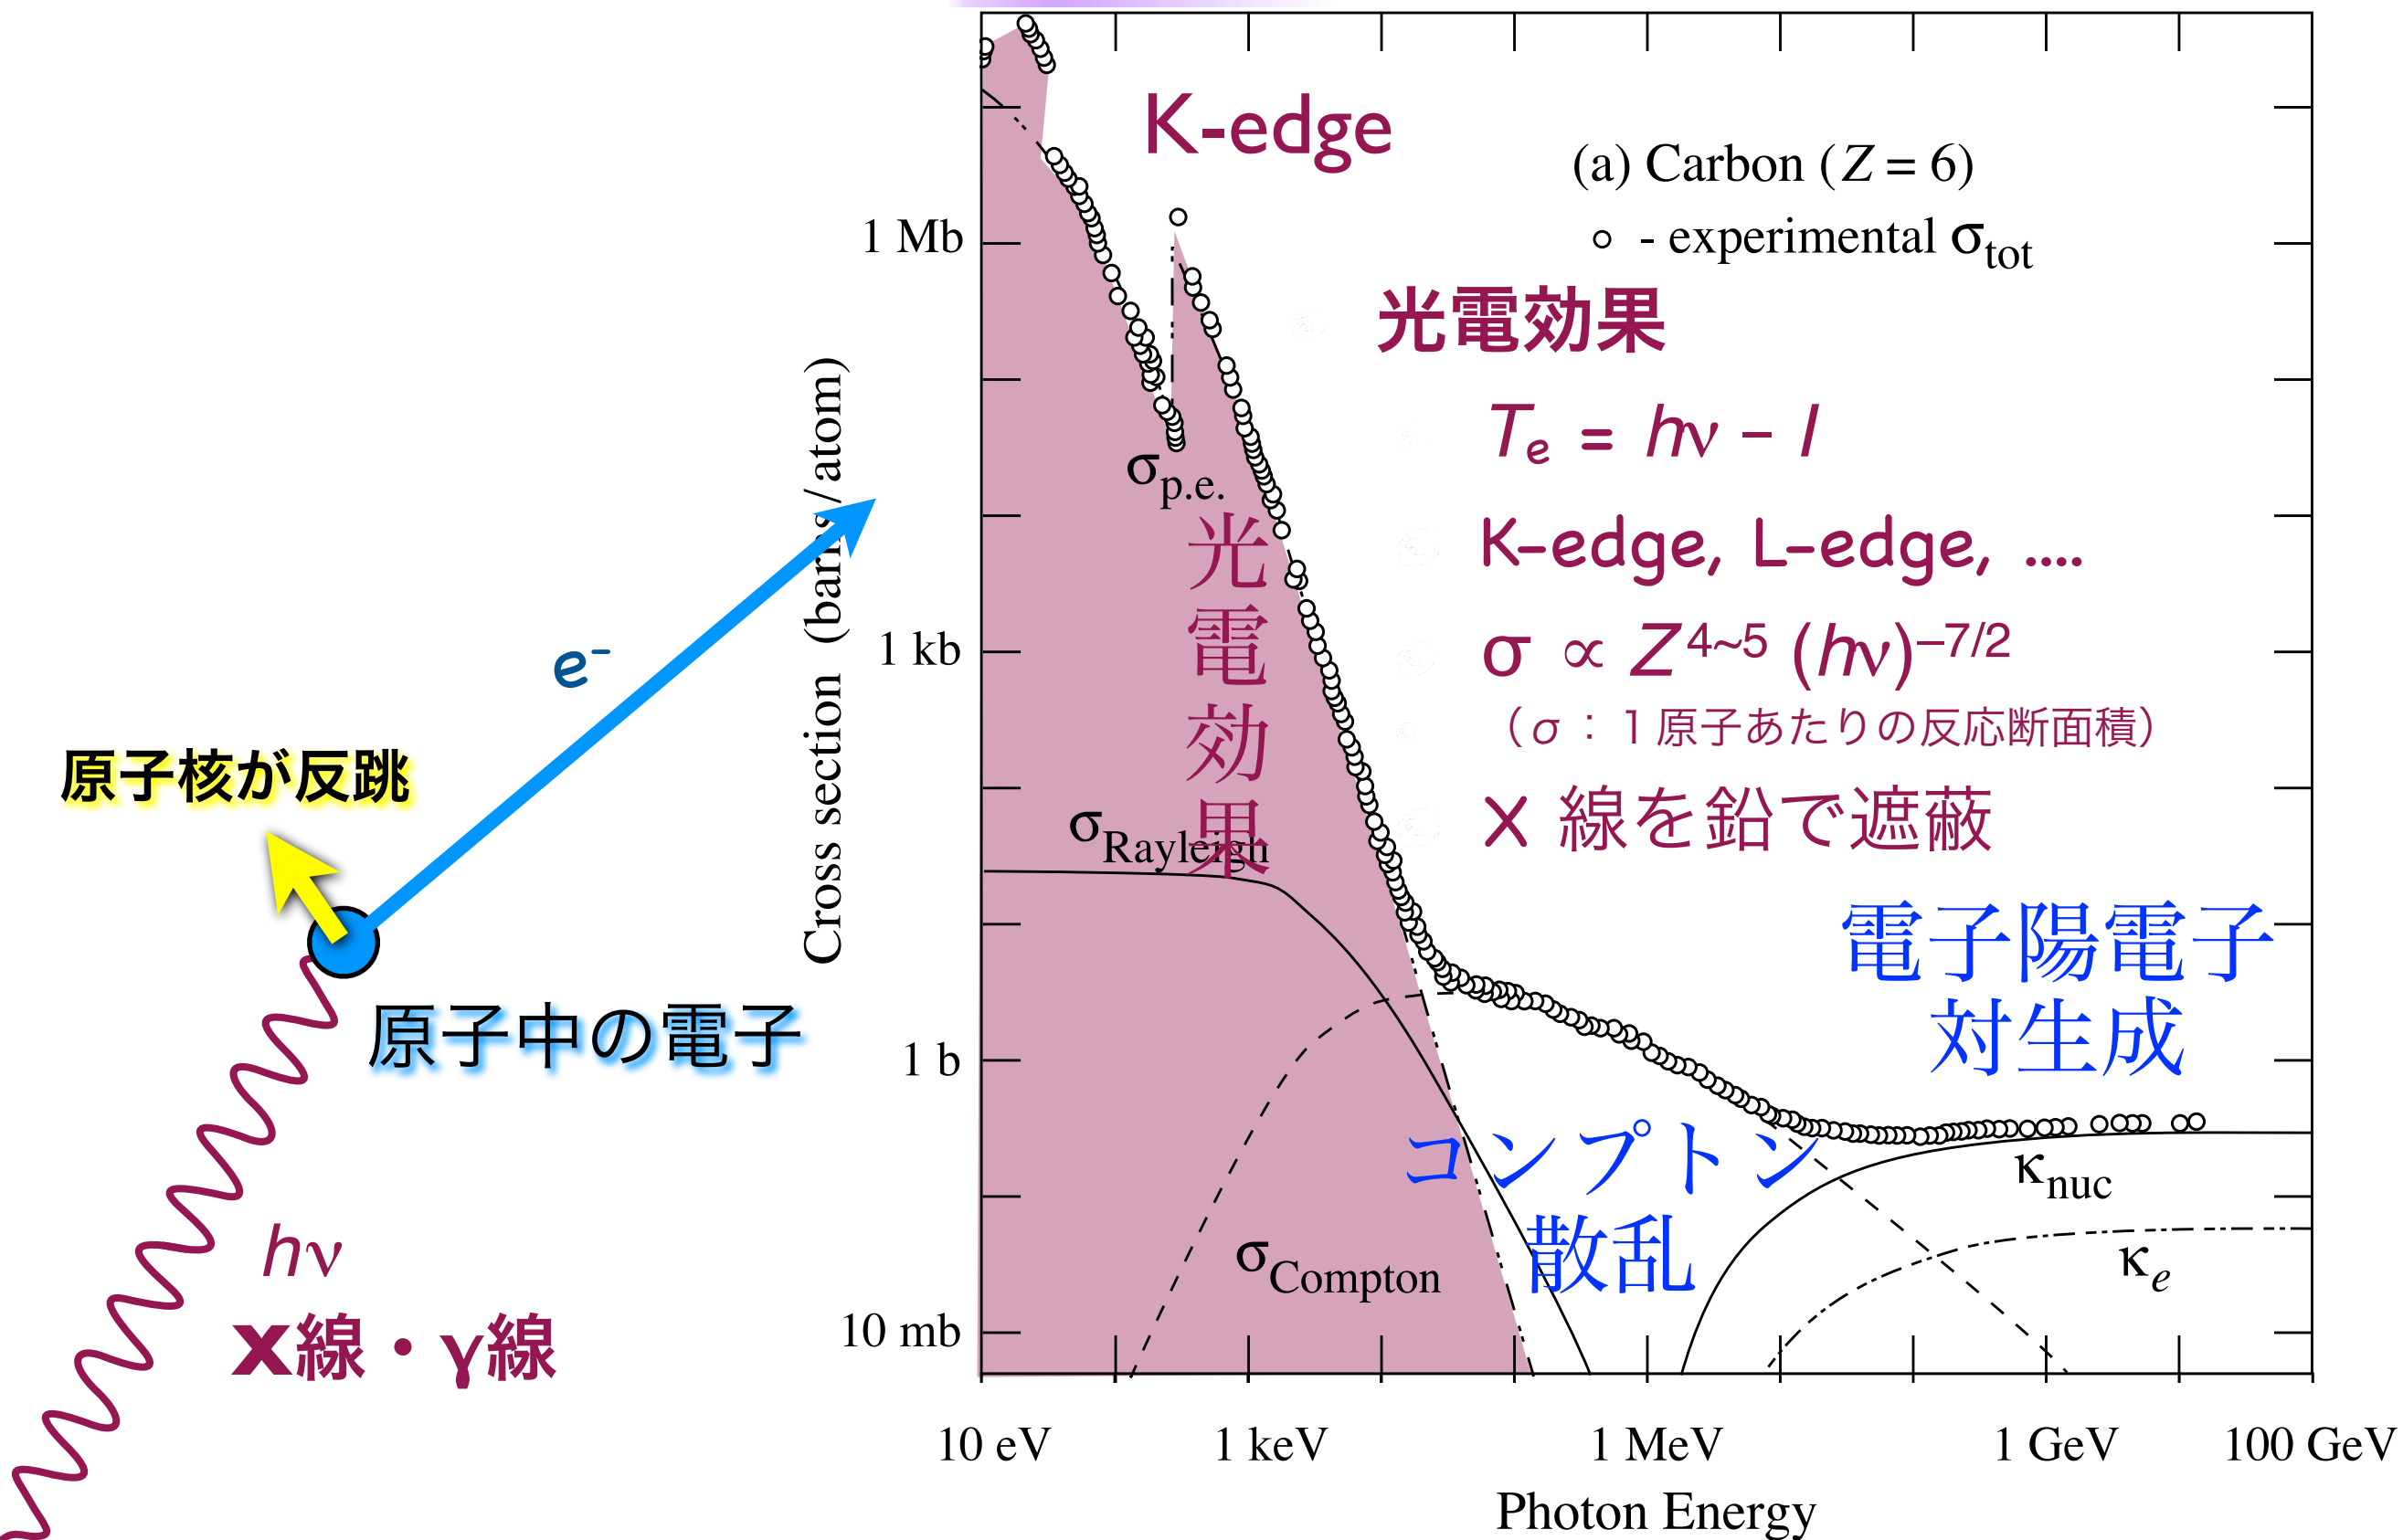 K-edge
(a) Carbon (Z = 6)
- experimental σtot
光電効果
Te = hν – I
K-edge, L-edge, ....
σ ∝ Z4~5 (hν)–7/2
(σ:1原子あたりの反応断面積)
X 線を鉛で遮蔽
電子陽電子
対生成
コンプトン
散乱
光電効果
σp.e.
σRayleigh
σCompton
κnuc
κe
Cross section (barns/atom)
1 Mb
1 kb
1 b
10 mb
10 eV
1 keV
1 MeV
1 GeV
100 GeV
Photon Energy
e–
原子核が反跳
原子中の電子
hν
X線・γ線